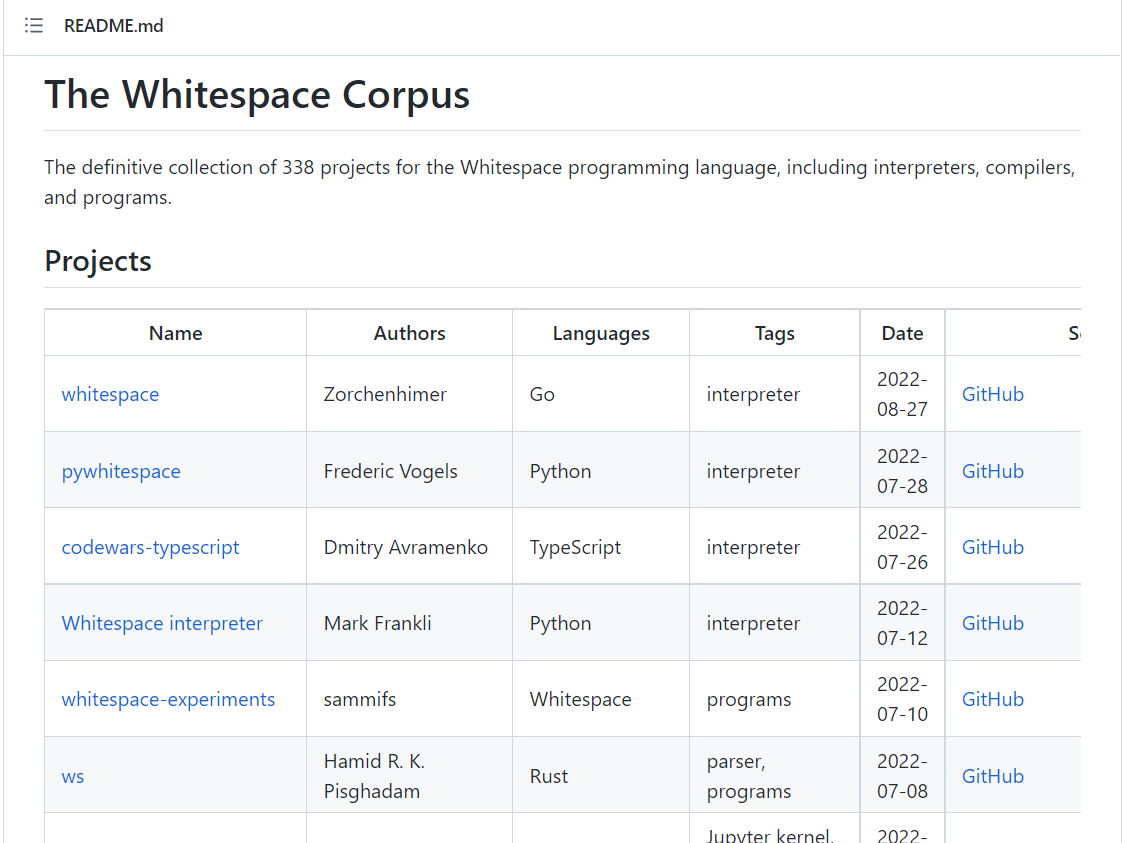 README.md
The Whitespace Corpus
The definitive collection of 338 projects for the Whitespace programming language, including interpreters, compilers,
and programs.
Projects
Name Authors Languages Tags Date
whitespace Zorchenhimer Go interpreter 2022-
08-27 GitHub
pywhitespace Frederic Vogels Python interpreter 2022-
07-28 GitHub
codewars-typescript Dmitry Avramenko TypeScript interpreter 2022-
07-26 GitHub
Whitespace interpreter Mark Frankli Python interpreter 2022-
07-12 GitHub
whitespace-experiments sammifs Whitespace programs 2022-
07-10 GitHub
ws Hamid R. K.
Pisghadam Rust parser,
programs 2022-
07-08 GitHub
Jupyter kernel, 2022-